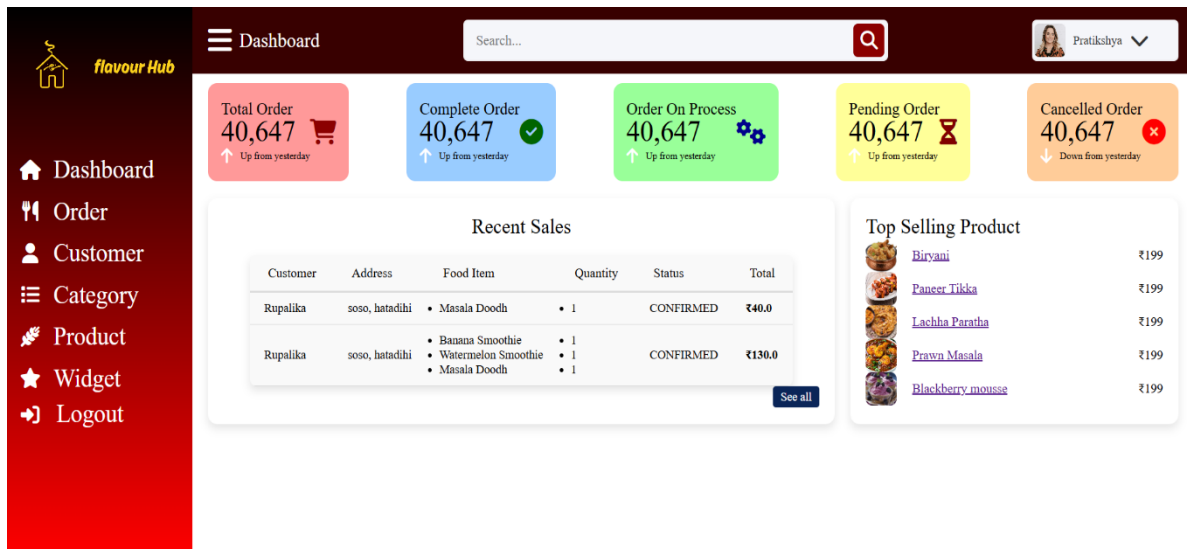 flavour Hub
Dashboard
Order
Customer
Category
Product
Widget
Logout
Dashboard
Search...
Pratikshya
Total Order
40,647
Up from yesterday
Complete Order
40,647
Up from yesterday
Order On Process
40,647
Up from yesterday
Pending Order
40,647
Up from yesterday
Cancelled Order
40,647
Down from yesterday
Recent Sales
Customer Address Food Item Quantity Status Total
Rupalika soso, hatadihi • Masala Doodh • 1 CONFIRMED ₹40.0
• Banana Smoothie • 1
Rupalika soso, hatadihi • Watermelon Smoothie • 1 CONFIRMED ₹130.0
• Masala Doodh • 1
See all
Top Selling Product
Biryani ₹199
Paneer Tikka ₹199
Lachha Paratha ₹199
Prawn Masala ₹199
Blackberry mousse ₹199